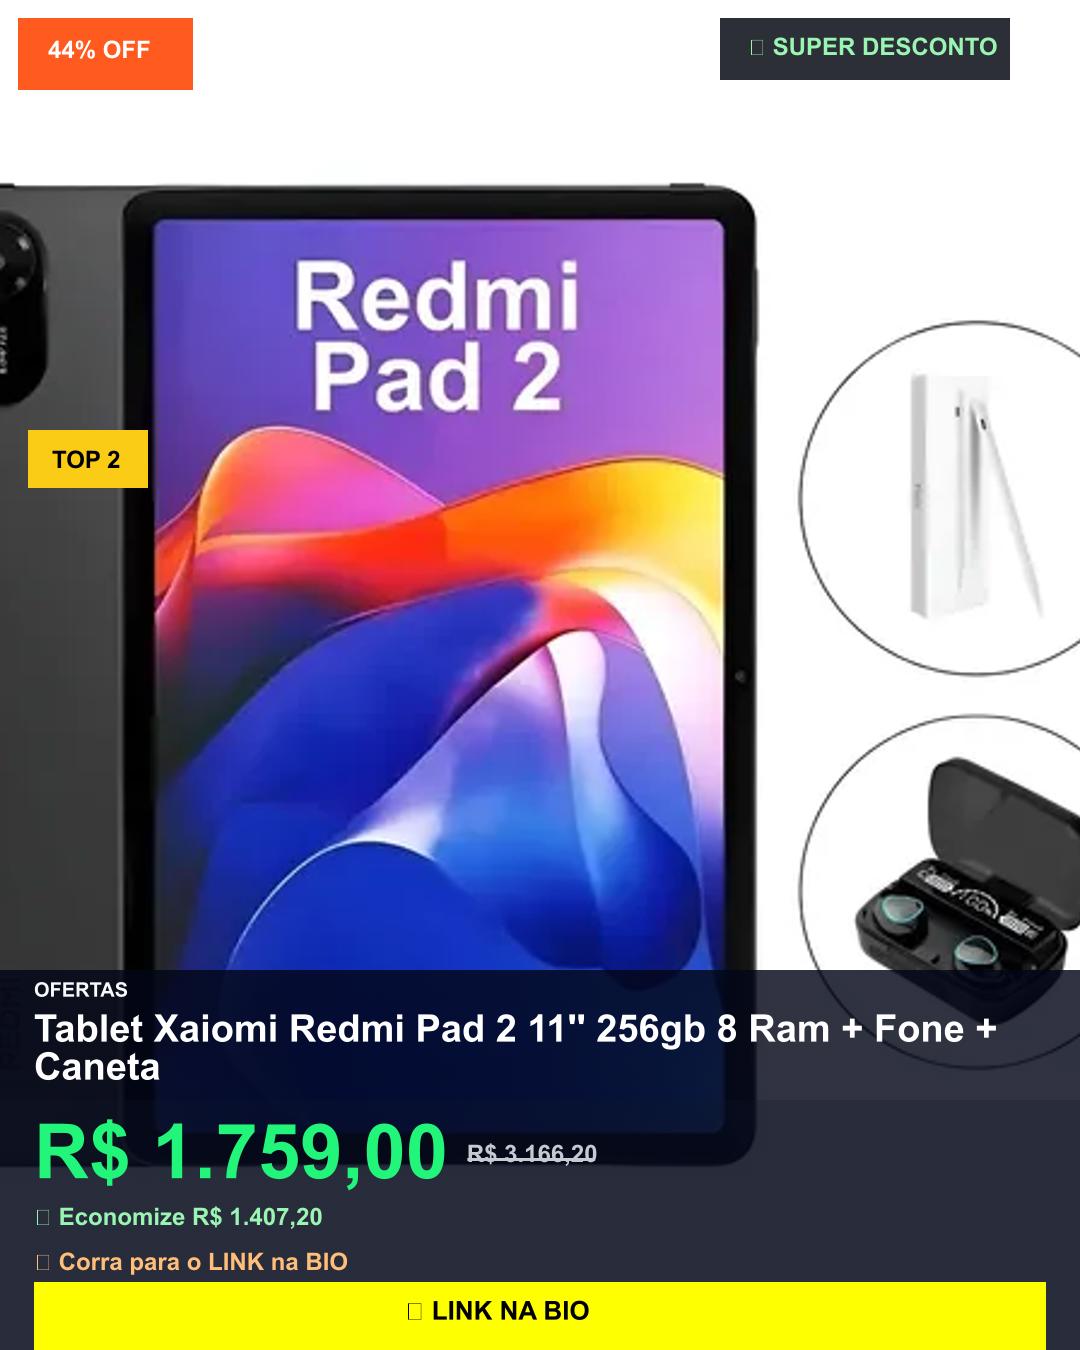 44% OFF
SUPER DESCONTO
Redmi
Pad 2
TOP 2
OFERTAS
Tablet Xaiomi Redmi Pad 2 11" 256gb 8 Ram + Fone +
Caneta
R$ 1.759,00 R$ 3.166,20
Economize R$ 1.407,20
Corra para o LINK na BIO
LINK NA BIO